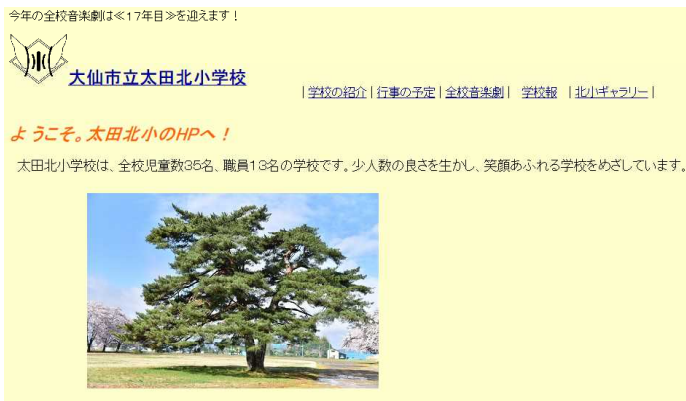 今年の全校音楽劇は≪17年目≫を迎えます！
大仙市立太田北小学校
|学校の紹介|行事の予定|全校音楽劇| 学校報 |北小ギャラリー|
ようこそ。太田北小のHPへ！
太田北小学校は、全校児童数35名、職員13名の学校です。少人数の良さを生かし、笑顔あふれる学校をめざしています。